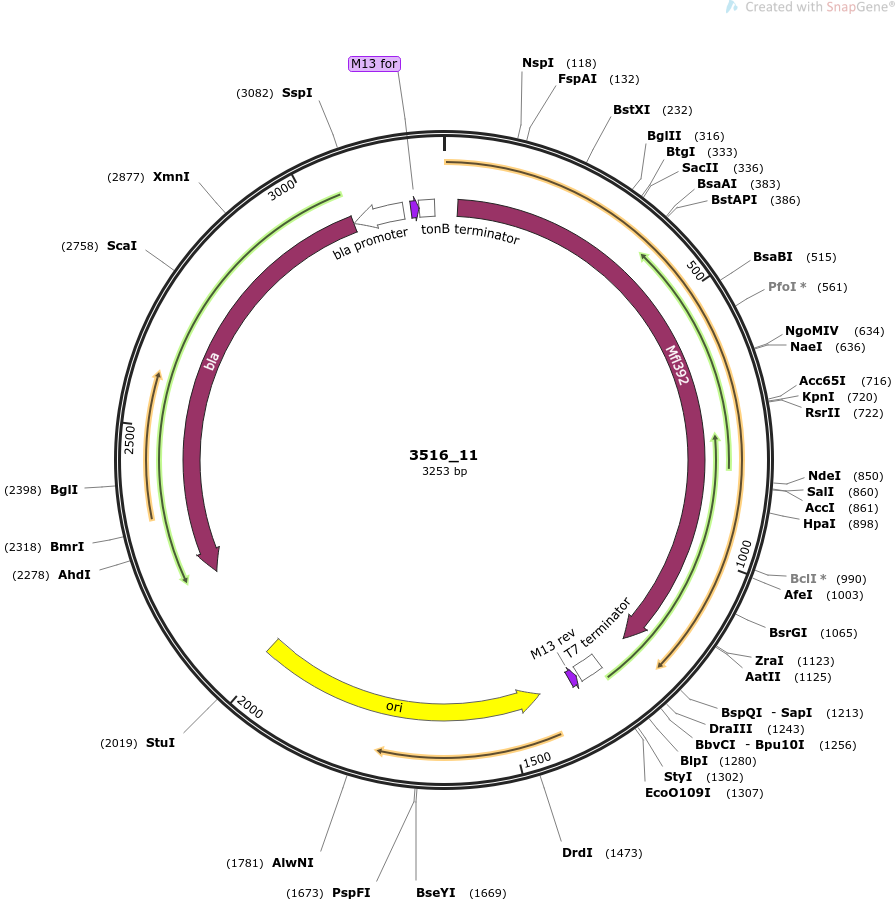 Created with SnapGene®
M13 for
NspI (118)
FspAI (132)
(3082) SspI
BstXI (232)
BglII (316)
BtgI (333)
SacII (336)
BsaAI (383)
BstAPI (386)
(2877) XmnI
3000
bla promoter
tonB terminator
(2758) ScaI
BsaBI (515)
500
PfoI * (561)
NgoMIV (634)
NaeI (636)
bla
Mfl392
Acc65I (716)
KpnI (720)
RsrII (722)
2500
3516_11
3253 bp
NdeI (850)
SalI (860)
AccI (861)
HpaI (898)
(2398) BglI
(2318) BmrI
(2278) AhdI
1000
BclI * (990)
AfeI (1003)
BsrGI (1065)
M13 rev
T7 terminator
ZraI (1123)
AatII (1125)
ori
2000
BspQI - SapI (1213)
DraIII (1243)
BbvCI - Bpu10I (1256)
BlpI (1280)
StyI (1302)
EcoO109I (1307)
(2019) StuI
1500
DrdI (1473)
(1781) AlwNI
(1673) PspFI
BseYI (1669)